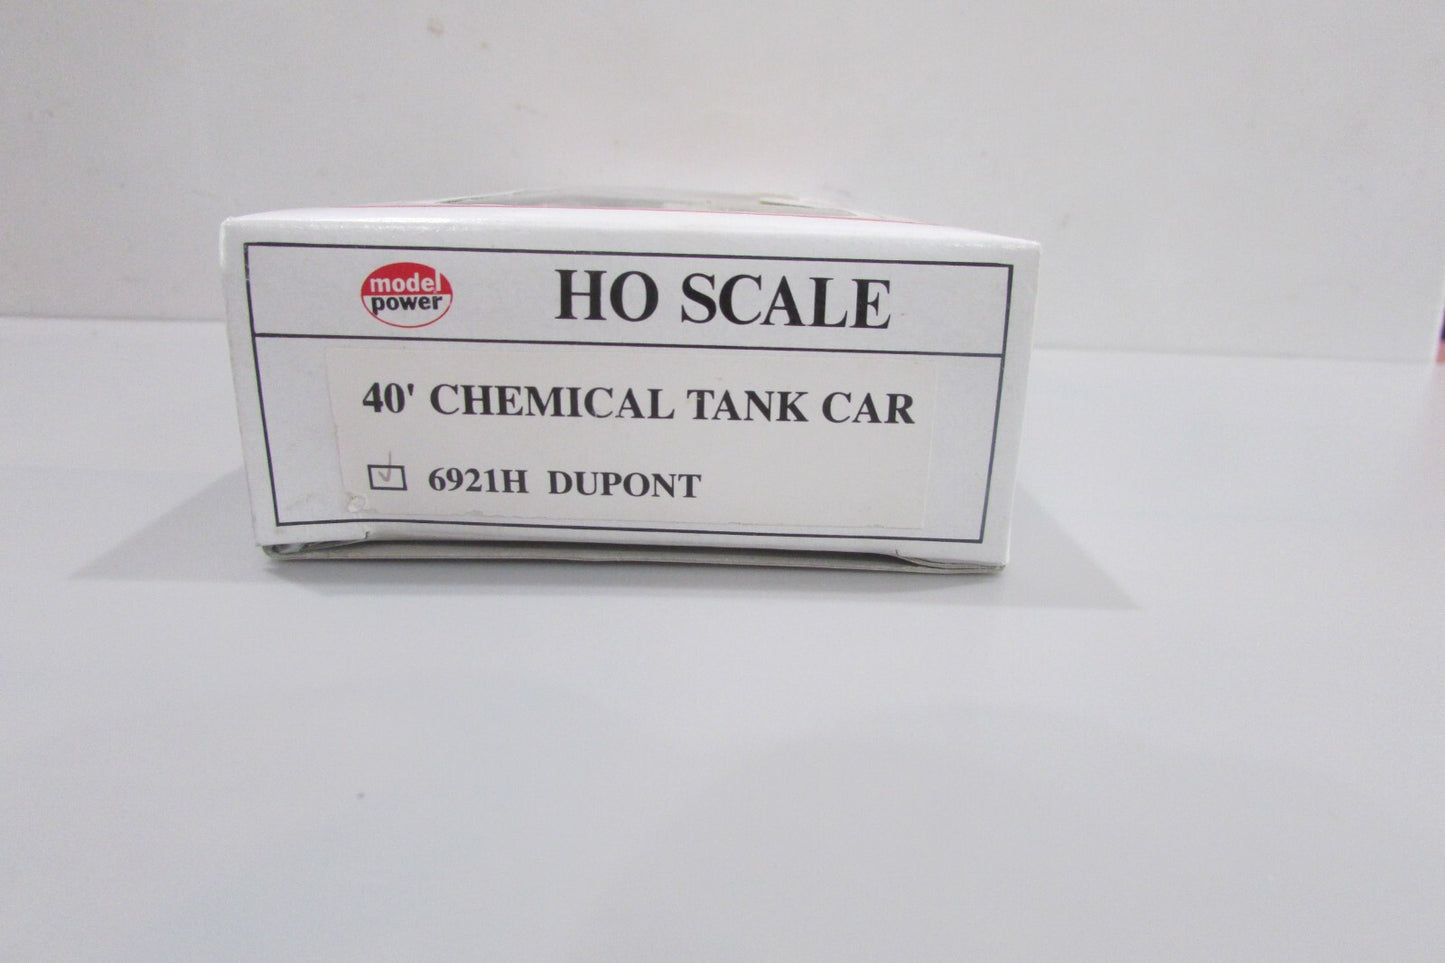 model
power
HO SCALE
40' CHEMICAL TANK CAR
6921H DUPONT